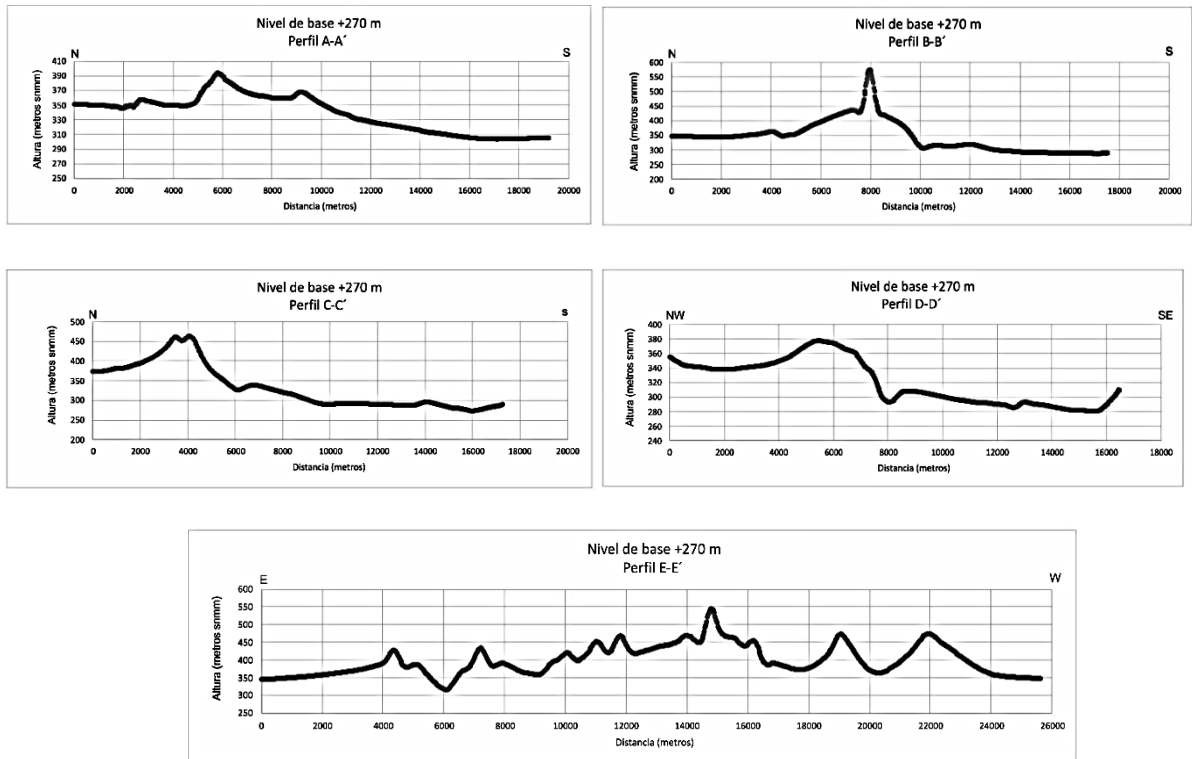 Nivel de base +270 m
Perfil A-A´
N S
Altura (metros snmm)
410
390
370
350
330
310
290
270
250
0 2000 4000 6000 8000 10000 12000 14000 16000 18000 20000
Distancia (metros)
Nivel de base +270 m
Perfil B-B´
N S
Altura (metros snmm)
600
550
500
450
400
350
300
250
200
0 2000 4000 6000 8000 10000 12000 14000 16000 18000 20000
Distancia (metros)
Nivel de base +270 m
Perfil C-C´
N s
Altura (metros snmm)
500
450
400
350
300
250
200
0 2000 4000 6000 8000 10000 12000 14000 16000 18000 20000
Distancia (metros)
Nivel de base +270 m
Perfil D-D´
NW SE
Altura (metros snmm)
400
380
360
340
320
300
280
260
240
0 2000 4000 6000 8000 10000 12000 14000 16000 18000
Distancia (metros)
Nivel de base +270 m
Perfil E-E´
E W
Altura (metros snmm)
600
550
500
450
400
350
300
250
0 2000 4000 6000 8000 10000 12000 14000 16000 18000 20000 22000 24000 26000
Distancia (metros)